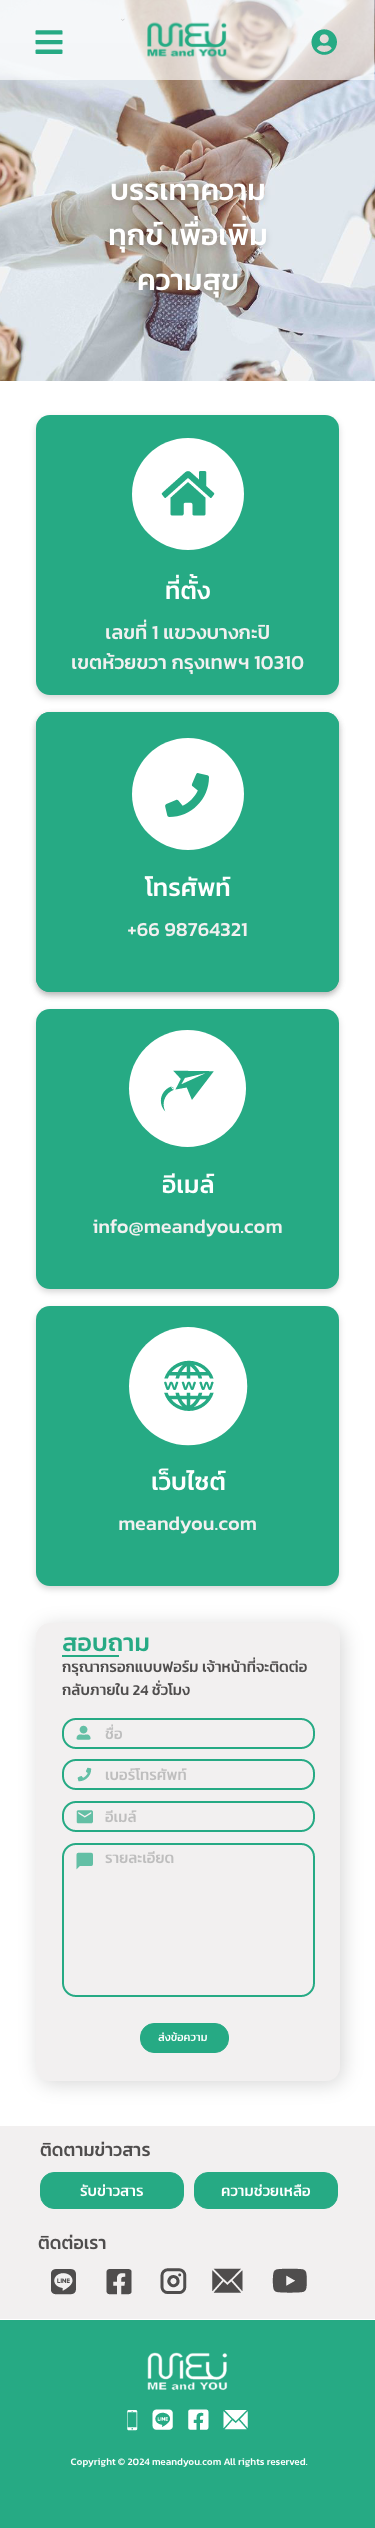 ME and YOU
บรรเทาความ
ทุกข์ เพื่อเพิ่ม
ความสุข
ที่ตั้ง
เลขที่ 1 แขวงบางกะปิ
เขตห้วยขวา กรุงเทพฯ 10310
โทรศัพท์
+66 98764321
อีเมล์
info@meandyou.com
WWW
เว็บไซต์
meandyou.com
สอบถาม
กรุณากรอกแบบฟอร์ม เจ้าหน้าที่จะติดต่อ
กลับภายใน 24 ชั่วโมง
ชื่อ
เบอร์โทรศัพท์
อีเมล์
รายละเอียด
ส่งข้อความ
ติดตามข่าวสาร
รับข่าวสาร ความช่วยเหลือ
ติดต่อเรา
LINE
ME and YOU
LINE
Copyright © 2024 meandyou.com All rights reserved.